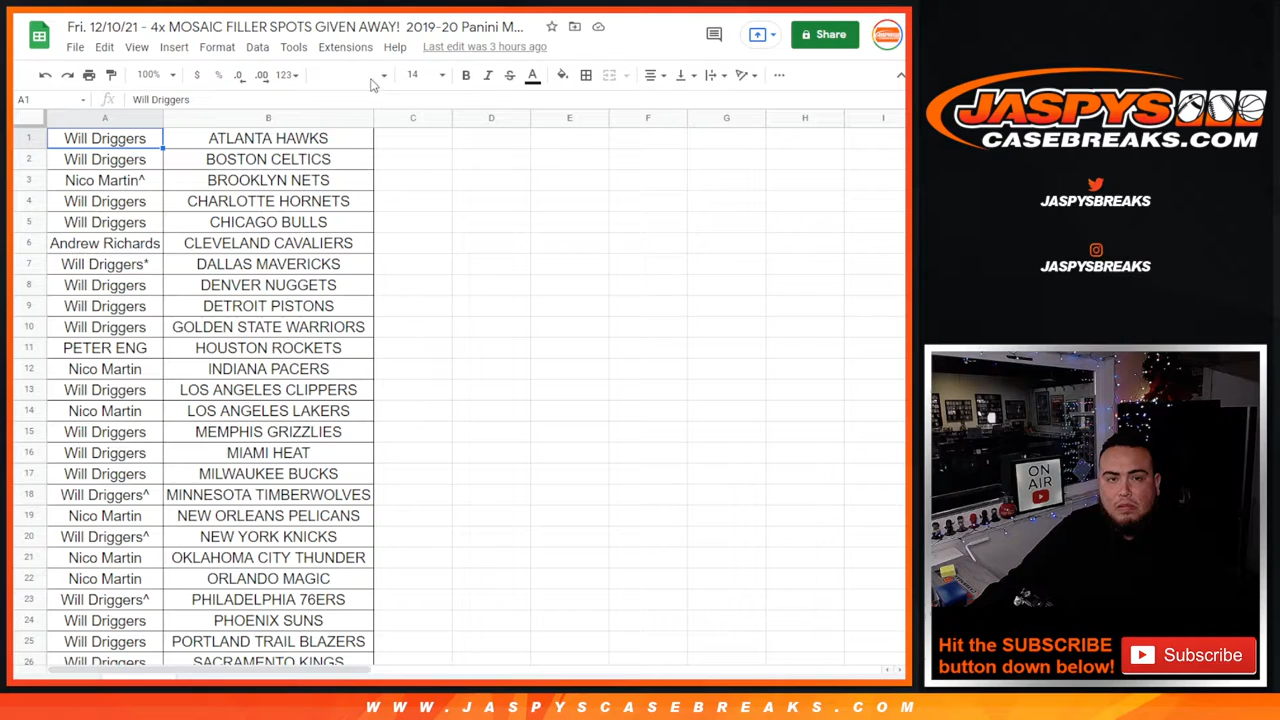 Fri. 12/10/21 - 4x MOSAIC FILLER SPOTS GIVEN AWAY! 2019-20 Panini M...
Share
File Edit View Insert Format Data Tools Extensions Help Last edit was 3 hours ago
100% $ % .0 .00 123 14 B I S A
A1 fx Will Driggers
A B C D E F G H I
1 Will Driggers ATLANTA HAWKS
2 Will Driggers BOSTON CELTICS
3 Nico Martin^ BROOKLYN NETS
4 Will Driggers CHARLOTTE HORNETS
5 Will Driggers CHICAGO BULLS
6 Andrew Richards CLEVELAND CAVALIERS
7 Will Driggers* DALLAS MAVERICKS
8 Will Driggers DENVER NUGGETS
9 Will Driggers DETROIT PISTONS
10 Will Driggers GOLDEN STATE WARRIORS
11 PETER ENG HOUSTON ROCKETS
12 Nico Martin INDIANA PACERS
13 Will Driggers LOS ANGELES CLIPPERS
14 Nico Martin LOS ANGELES LAKERS
15 Will Driggers MEMPHIS GRIZZLIES
16 Will Driggers MIAMI HEAT
17 Will Driggers MILWAUKEE BUCKS
18 Will Driggers^ MINNESOTA TIMBERWOLVES
19 Nico Martin NEW ORLEANS PELICANS
20 Will Driggers^ NEW YORK KNICKS
21 Nico Martin OKLAHOMA CITY THUNDER
22 Nico Martin ORLANDO MAGIC
23 Will Driggers^ PHILADELPHIA 76ERS
24 Will Driggers PHOENIX SUNS
25 Will Driggers PORTLAND TRAIL BLAZERS
26 Will Driggers SACRAMENTO KINGS
JASPYS
CASEBREAKS.COM
JASPYSBREAKS
JASPYSBREAKS
ON
AIR
Hit the SUBSCRIBE
button down below!
Subscribe
WWW.JASPYSCASEBREAKS.COM